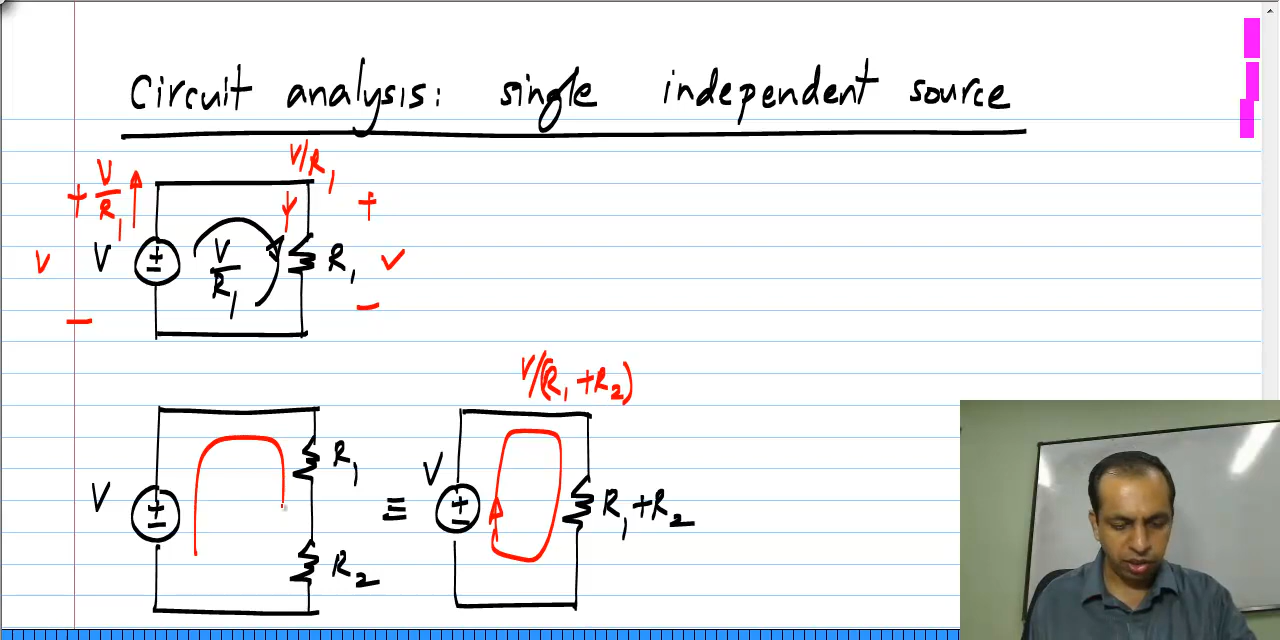 Circuit analysis: single independent source
V/R1
+ V/R1 +
V V ± V/R1 R1 V
− −
V/(R1 + R2)
V ± R1 ≡ V ± R1 + R2
R2